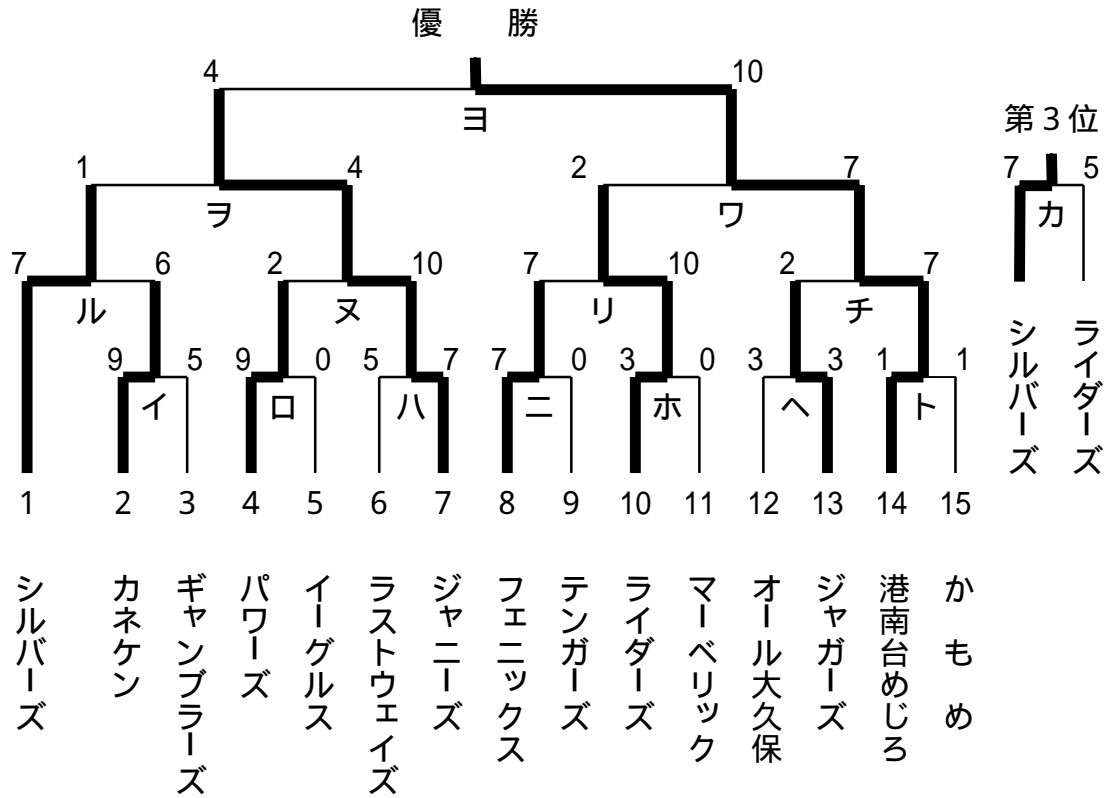 優 勝
4 10
ヨ
第3位
1 4 2 7 7 5
ヲ ワ カ
7 6 2 10 7 10 2 7
ル ヌ リ チ
シルバーズ
ライダーズ
9 5 9 0 5 7 7 0 3 0 3 3 1 1
イ ロ ハ ニ ホ ヘ ト
1 2 3 4 5 6 7 8 9 10 11 12 13 14 15
シルバーズ
カネケン
ギャンブラーズ
パワーズ
イーグルス
ラストウェイズ
ジャニーズ
フェニックス
テンガーズ
ライダーズ
マーベリック
オール大久保
ジャガーズ
港南台めじろ
かもめ